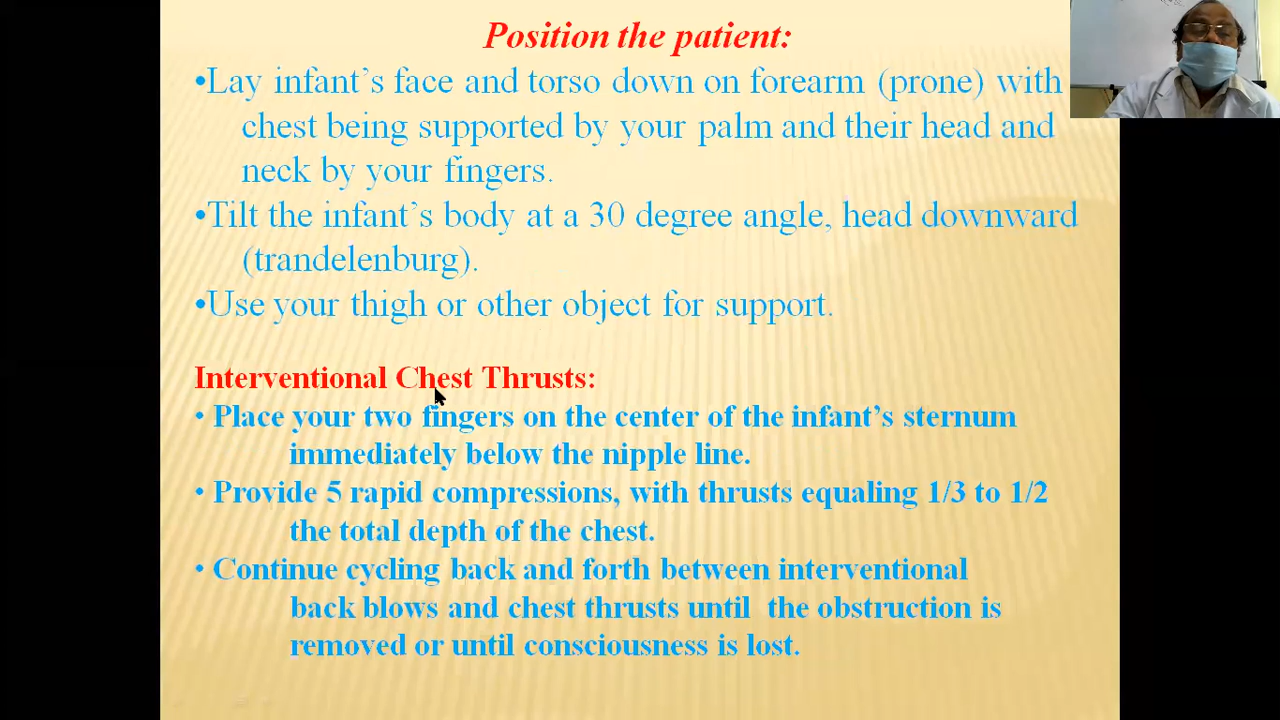 Position the patient:
•Lay infant’s face and torso down on forearm (prone) with
chest being supported by your palm and their head and
neck by your fingers.
•Tilt the infant’s body at a 30 degree angle, head downward
(trandelenburg).
•Use your thigh or other object for support.
Interventional Chest Thrusts:
• Place your two fingers on the center of the infant’s sternum
immediately below the nipple line.
• Provide 5 rapid compressions, with thrusts equaling 1/3 to 1/2
the total depth of the chest.
• Continue cycling back and forth between interventional
back blows and chest thrusts until the obstruction is
removed or until consciousness is lost.